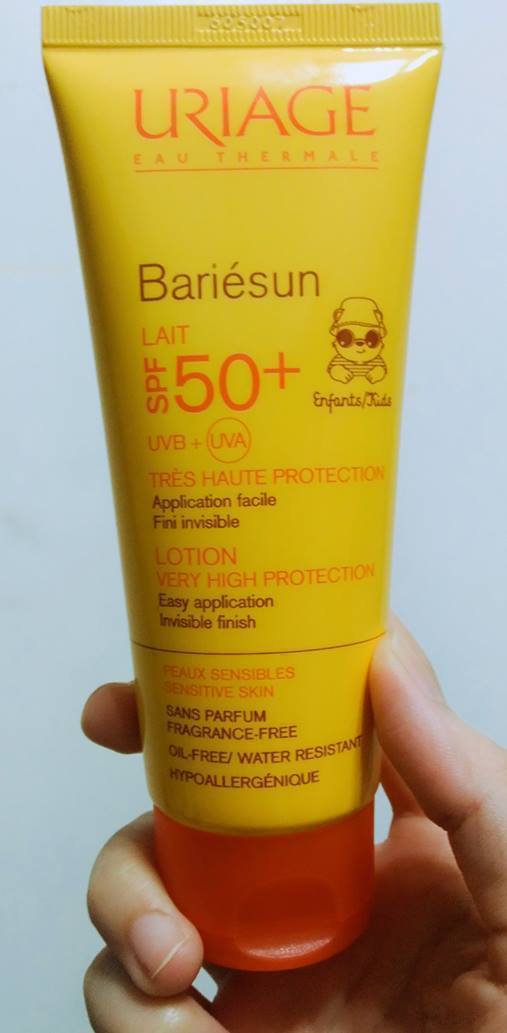 URIAGE
EAU THERMALE
Bariésun
LAIT
SPF 50+
Enfants/Kids
UVB + UVA
TRÈS HAUTE PROTECTION
Application facile
Fini invisible
LOTION
VERY HIGH PROTECTION
Easy application
Invisible finish
PEAUX SENSIBLES
SENSITIVE SKIN
SANS PARFUM
FRAGRANCE-FREE
OIL-FREE/ WATER RESISTANT
HYPOALLERGÉNIQUE